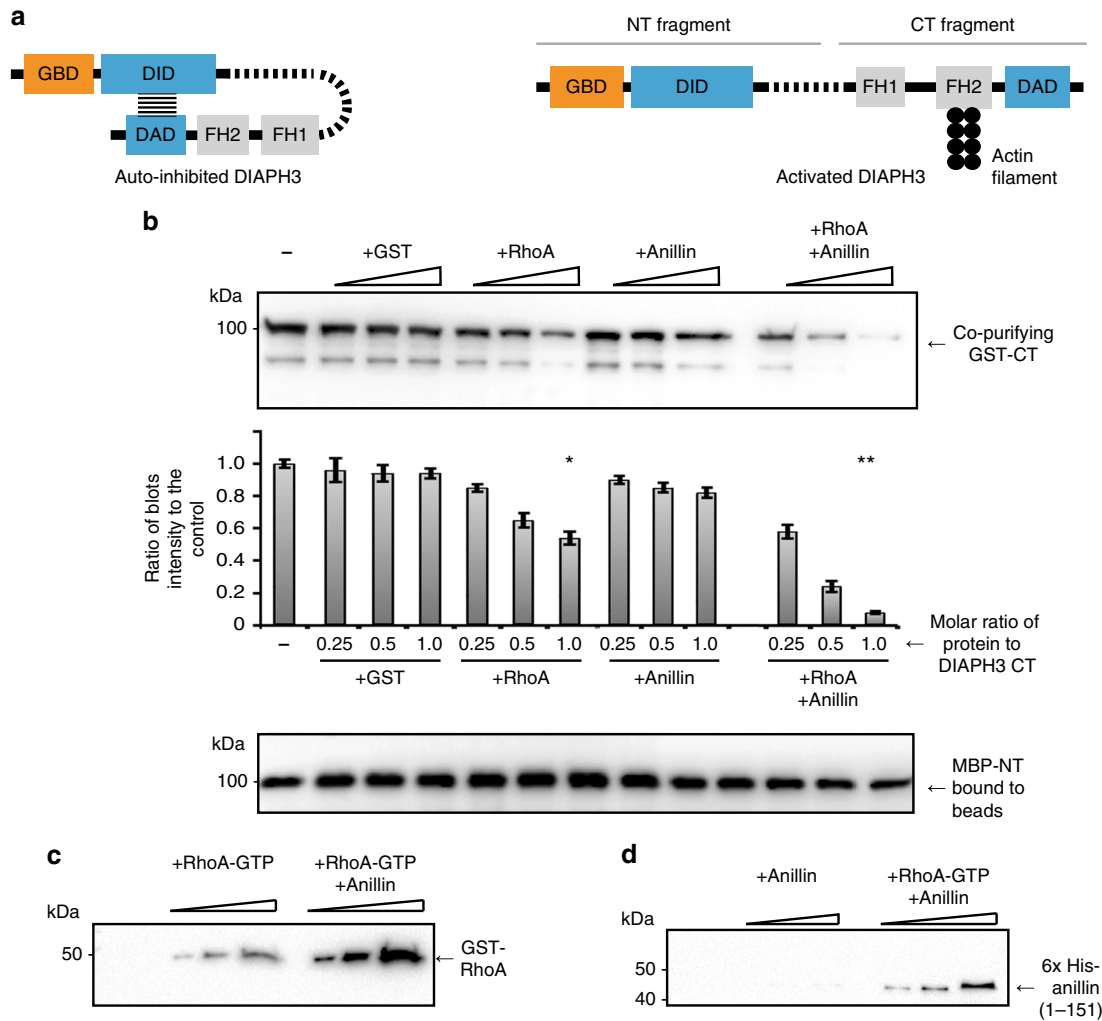 a
GBD
DID
DAD
FH2
FH1
Auto-inhibited DIAPH3
NT fragment
CT fragment
GBD
DID
FH1
FH2
DAD
Activated DIAPH3
Actin
filament
b
–
+GST
+RhoA
+Anillin
+RhoA
+Anillin
kDa
100
← Co-purifying
GST-CT
Ratio of blots
intensity to the
control
1.0
0.8
0.6
0.4
0.2
0
*
**
– 0.25 0.5 1.0 0.25 0.5 1.0 0.25 0.5 1.0 0.25 0.5 1.0
+GST
+RhoA
+Anillin
+RhoA
+Anillin
Molar ratio of
← protein to
DIAPH3 CT
kDa
100
MBP-NT
← bound to
beads
c
+RhoA-GTP
+RhoA-GTP
+Anillin
kDa
50
← GST-
RhoA
d
+Anillin
+RhoA-GTP
+Anillin
kDa
50
40
6x His-
← anillin
(1–151)